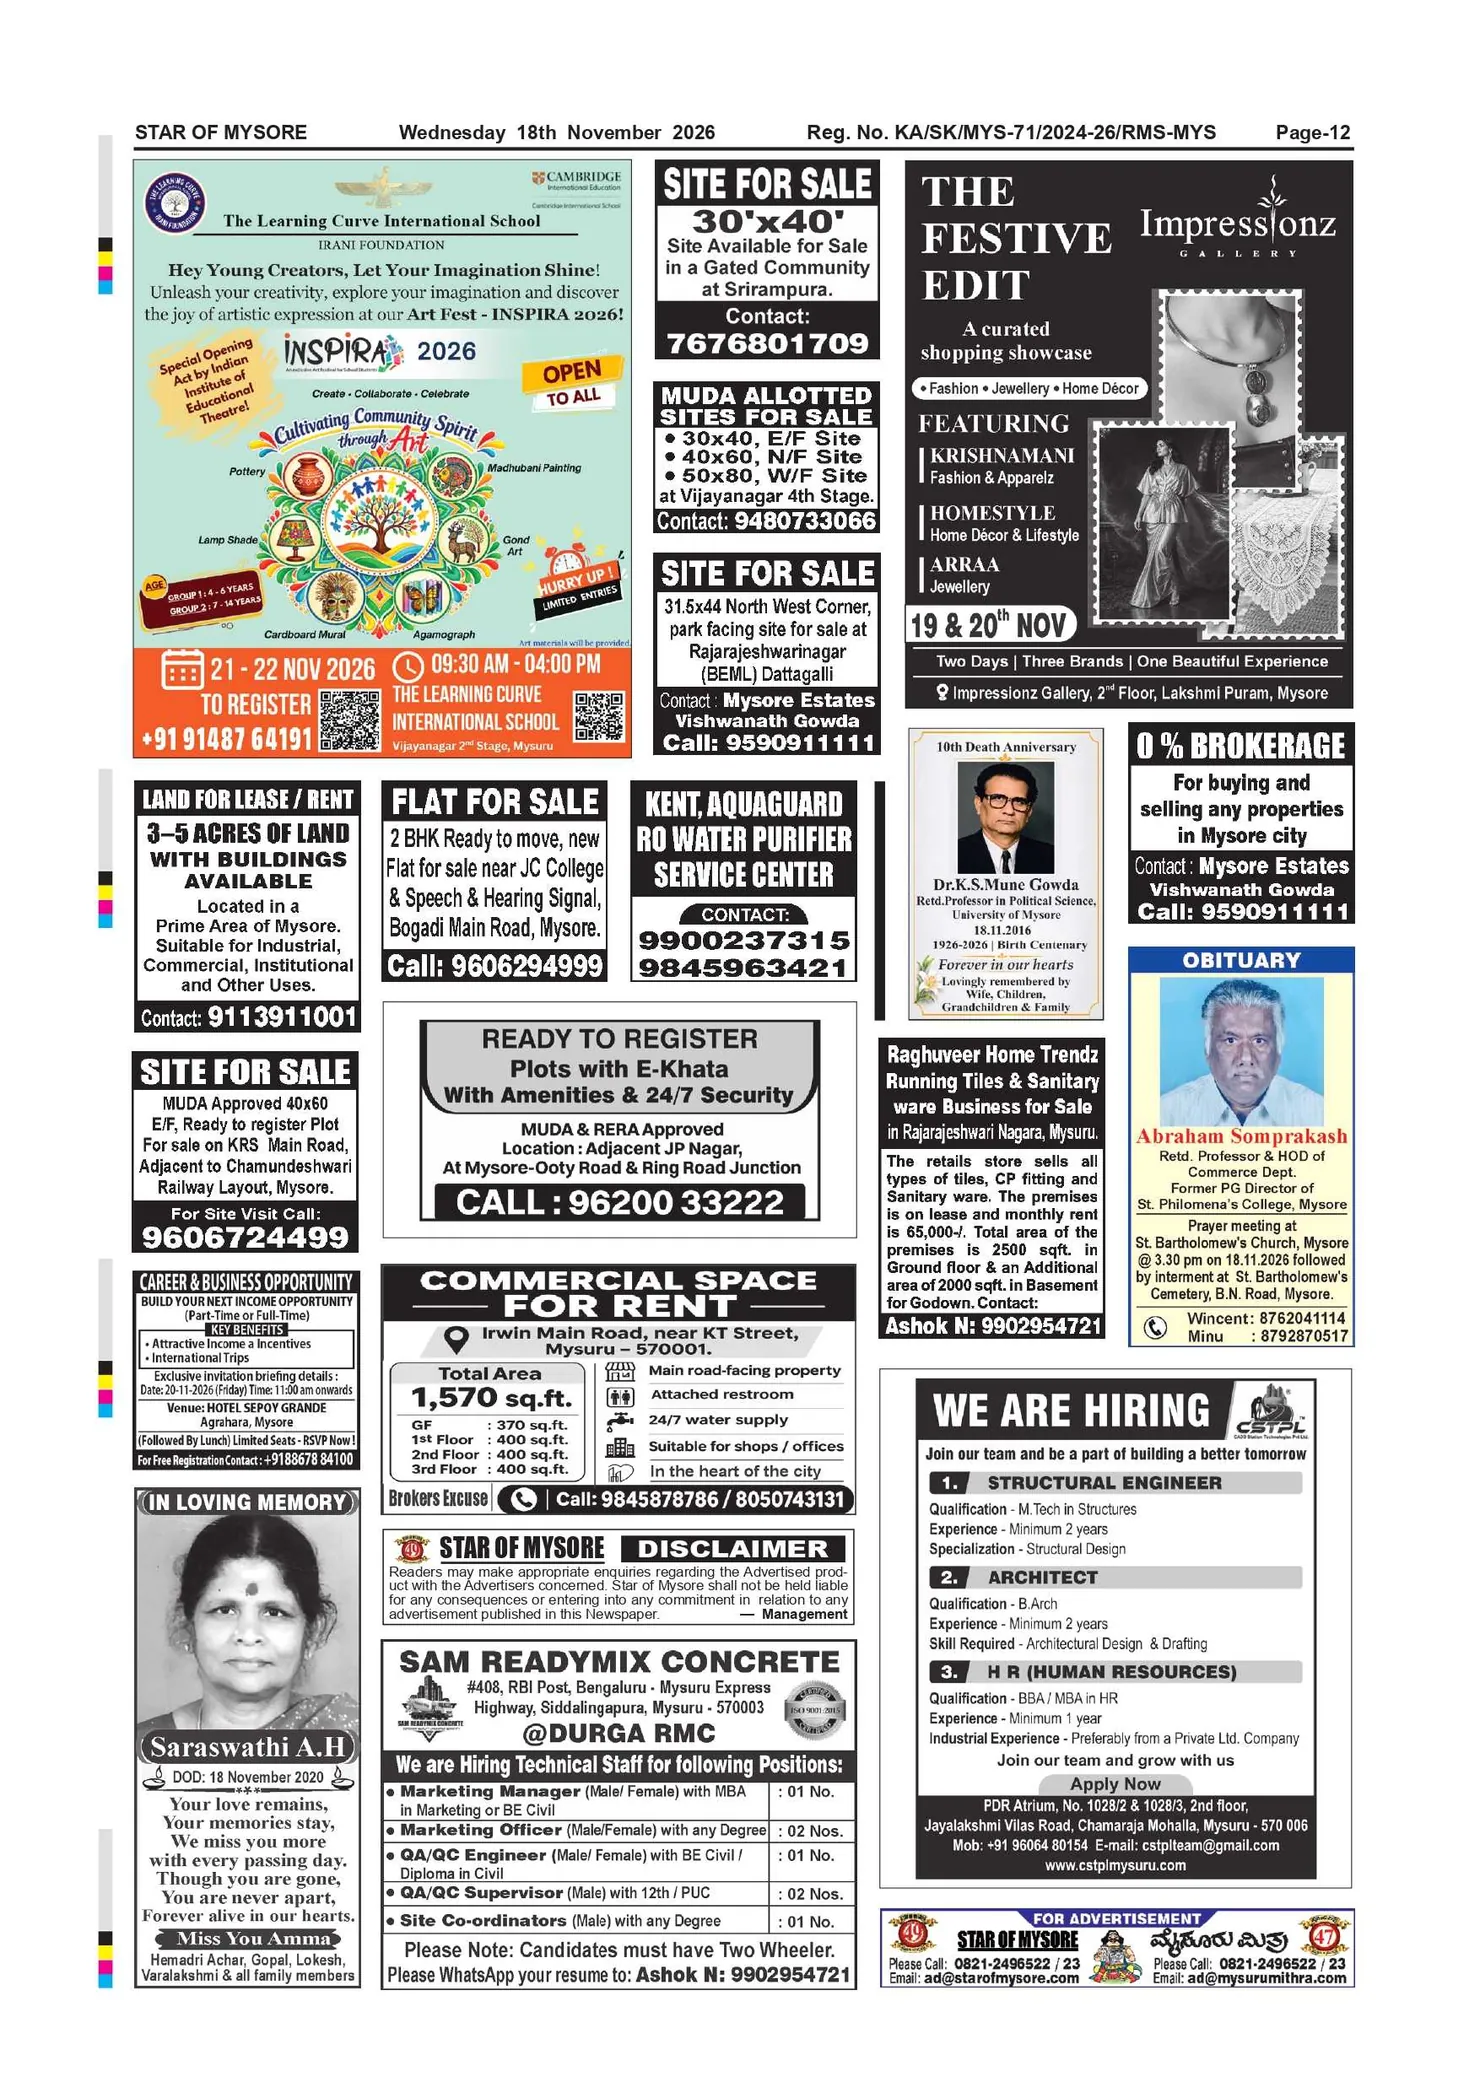 STAR OF MYSORE Wednesday 18th November 2026 Reg. No. KA/SK/MYS-71/2024-26/RMS-MYS Page-12
THE LEARNING CURVE
IRANI FOUNDATION
CAMBRIDGE
International Education
Cambridge International School
The Learning Curve International School
IRANI FOUNDATION
Hey Young Creators, Let Your Imagination Shine!
Unleash your creativity, explore your imagination and discover
the joy of artistic expression at our Art Fest - INSPIRA 2026!
Special Opening
Act by Indian
Institute of
Educational
Theatre!
INSPIRA 2026
OPEN
TO ALL
Create - Collaborate - Celebrate
Cultivating Community Spirit
through Art
Pottery
Madhubani Painting
Lamp Shade
Gond
Art
AGE
GROUP 1 : 4 - 6 YEARS
GROUP 2 : 7 - 14 YEARS
HURRY UP !
LIMITED ENTRIES
Cardboard Mural
Agamograph
Art materials will be provided.
21 - 22 NOV 2026
09:30 AM - 04:00 PM
TO REGISTER
+91 91487 64191
THE LEARNING CURVE
INTERNATIONAL SCHOOL
Vijayanagar 2nd Stage, Mysuru
SITE FOR SALE
30'x40'
Site Available for Sale
in a Gated Community
at Srirampura.
Contact:
7676801709
MUDA ALLOTTED
SITES FOR SALE
• 30x40, E/F Site
• 40x60, N/F Site
• 50x80, W/F Site
at Vijayanagar 4th Stage.
Contact: 9480733066
SITE FOR SALE
31.5x44 North West Corner,
park facing site for sale at
Rajarajeshwarinagar
(BEML) Dattagalli
Contact : Mysore Estates
Vishwanath Gowda
Call: 9590911111
THE
FESTIVE
EDIT
Impressionz
GALLERY
A curated
shopping showcase
• Fashion • Jewellery • Home Décor
FEATURING
KRISHNAMANI
Fashion & Apparelz
HOMESTYLE
Home Décor & Lifestyle
ARRAA
Jewellery
19 & 20th NOV
Two Days | Three Brands | One Beautiful Experience
Impressionz Gallery, 2nd Floor, Lakshmi Puram, Mysore
LAND FOR LEASE / RENT
3–5 ACRES OF LAND
WITH BUILDINGS
AVAILABLE
Located in a
Prime Area of Mysore.
Suitable for Industrial,
Commercial, Institutional
and Other Uses.
Contact: 9113911001
FLAT FOR SALE
2 BHK Ready to move, new
Flat for sale near JC College
& Speech & Hearing Signal,
Bogadi Main Road, Mysore.
Call: 9606294999
KENT, AQUAGUARD
RO WATER PURIFIER
SERVICE CENTER
CONTACT:
9900237315
9845963421
10th Death Anniversary
Dr.K.S.Mune Gowda
Retd.Professor in Political Science,
University of Mysore
18.11.2016
1926-2026 | Birth Centenary
Forever in our hearts
Lovingly remembered by
Wife, Children,
Grandchildren & Family
0 % BROKERAGE
For buying and
selling any properties
in Mysore city
Contact : Mysore Estates
Vishwanath Gowda
Call: 9590911111
SITE FOR SALE
MUDA Approved 40x60
E/F, Ready to register Plot
For sale on KRS Main Road,
Adjacent to Chamundeshwari
Railway Layout, Mysore.
For Site Visit Call:
9606724499
READY TO REGISTER
Plots with E-Khata
With Amenities & 24/7 Security
MUDA & RERA Approved
Location : Adjacent JP Nagar,
At Mysore-Ooty Road & Ring Road Junction
CALL : 96200 33222
Raghuveer Home Trendz
Running Tiles & Sanitary
ware Business for Sale
in Rajarajeshwari Nagara, Mysuru.
The retails store sells all
types of tiles, CP fitting and
Sanitary ware. The premises
is on lease and monthly rent
is 65,000-/. Total area of the
premises is 2500 sqft. in
Ground floor & an Additional
area of 2000 sqft. in Basement
for Godown. Contact:
Ashok N: 9902954721
OBITUARY
Abraham Somprakash
Retd. Professor & HOD of
Commerce Dept.
Former PG Director of
St. Philomena's College, Mysore
Prayer meeting at
St. Bartholomew's Church, Mysore
@ 3.30 pm on 18.11.2026 followed
by interment at St. Bartholomew's
Cemetery, B.N. Road, Mysore.
Wincent: 8762041114
Minu : 8792870517
CAREER & BUSINESS OPPORTUNITY
BUILD YOUR NEXT INCOME OPPORTUNITY
(Part-Time or Full-Time)
KEY BENEFITS
• Attractive Income a Incentives
• International Trips
Exclusive invitation briefing details :
Date: 20-11-2026 (Friday) Time: 11:00 am onwards
Venue: HOTEL SEPOY GRANDE
Agrahara, Mysore
(Followed By Lunch) Limited Seats - RSVP Now !
For Free Registration Contact : +9188678 84100
COMMERCIAL SPACE
FOR RENT
Irwin Main Road, near KT Street,
Mysuru – 570001.
Total Area
1,570 sq.ft.
GF : 370 sq.ft.
1st Floor : 400 sq.ft.
2nd Floor : 400 sq.ft.
3rd Floor : 400 sq.ft.
Main road-facing property
Attached restroom
24/7 water supply
Suitable for shops / offices
In the heart of the city
Brokers Excuse Call: 9845878786 / 8050743131
IN LOVING MEMORY
Saraswathi A.H
DOD: 18 November 2020
Your love remains,
Your memories stay,
We miss you more
with every passing day.
Though you are gone,
You are never apart,
Forever alive in our hearts.
Miss You Amma
Hemadri Achar, Gopal, Lokesh,
Varalakshmi & all family members
49 STAR OF MYSORE DISCLAIMER
Readers may make appropriate enquiries regarding the Advertised prod-
uct with the Advertisers concerned. Star of Mysore shall not be held liable
for any consequences or entering into any commitment in relation to any
advertisement published in this Newspaper. — Management
SAM READYMIX CONCRETE
#408, RBI Post, Bengaluru - Mysuru Express
Highway, Siddalingapura, Mysuru - 570003
@DURGA RMC
SAM READYMIX CONCRETE
CERTIFIED
ISO 9001:2015
We are Hiring Technical Staff for following Positions:
• Marketing Manager (Male/ Female) with MBA : 01 No.
in Marketing or BE Civil
• Marketing Officer (Male/Female) with any Degree : 02 Nos.
• QA/QC Engineer (Male/ Female) with BE Civil / : 01 No.
Diploma in Civil
• QA/QC Supervisor (Male) with 12th / PUC : 02 Nos.
• Site Co-ordinators (Male) with any Degree : 01 No.
Please Note: Candidates must have Two Wheeler.
Please WhatsApp your resume to: Ashok N: 9902954721
WE ARE HIRING
CSTPL
Join our team and be a part of building a better tomorrow
1. STRUCTURAL ENGINEER
Qualification - M.Tech in Structures
Experience - Minimum 2 years
Specialization - Structural Design
2. ARCHITECT
Qualification - B.Arch
Experience - Minimum 2 years
Skill Required - Architectural Design & Drafting
3. H R (HUMAN RESOURCES)
Qualification - BBA / MBA in HR
Experience - Minimum 1 year
Industrial Experience - Preferably from a Private Ltd. Company
Join our team and grow with us
Apply Now
PDR Atrium, No. 1028/2 & 1028/3, 2nd floor,
Jayalakshmi Vilas Road, Chamaraja Mohalla, Mysuru - 570 006
Mob: +91 96064 80154 E-mail: cstplteam@gmail.com
www.cstplmysuru.com
FOR ADVERTISEMENT
49 STAR OF MYSORE
Please Call: 0821-2496522 / 23
Email: ad@starofmysore.com
ಮೈಸೂರು ಮಿತ್ರ 47
Please Call: 0821-2496522 / 23
Email: ad@mysurumithra.com